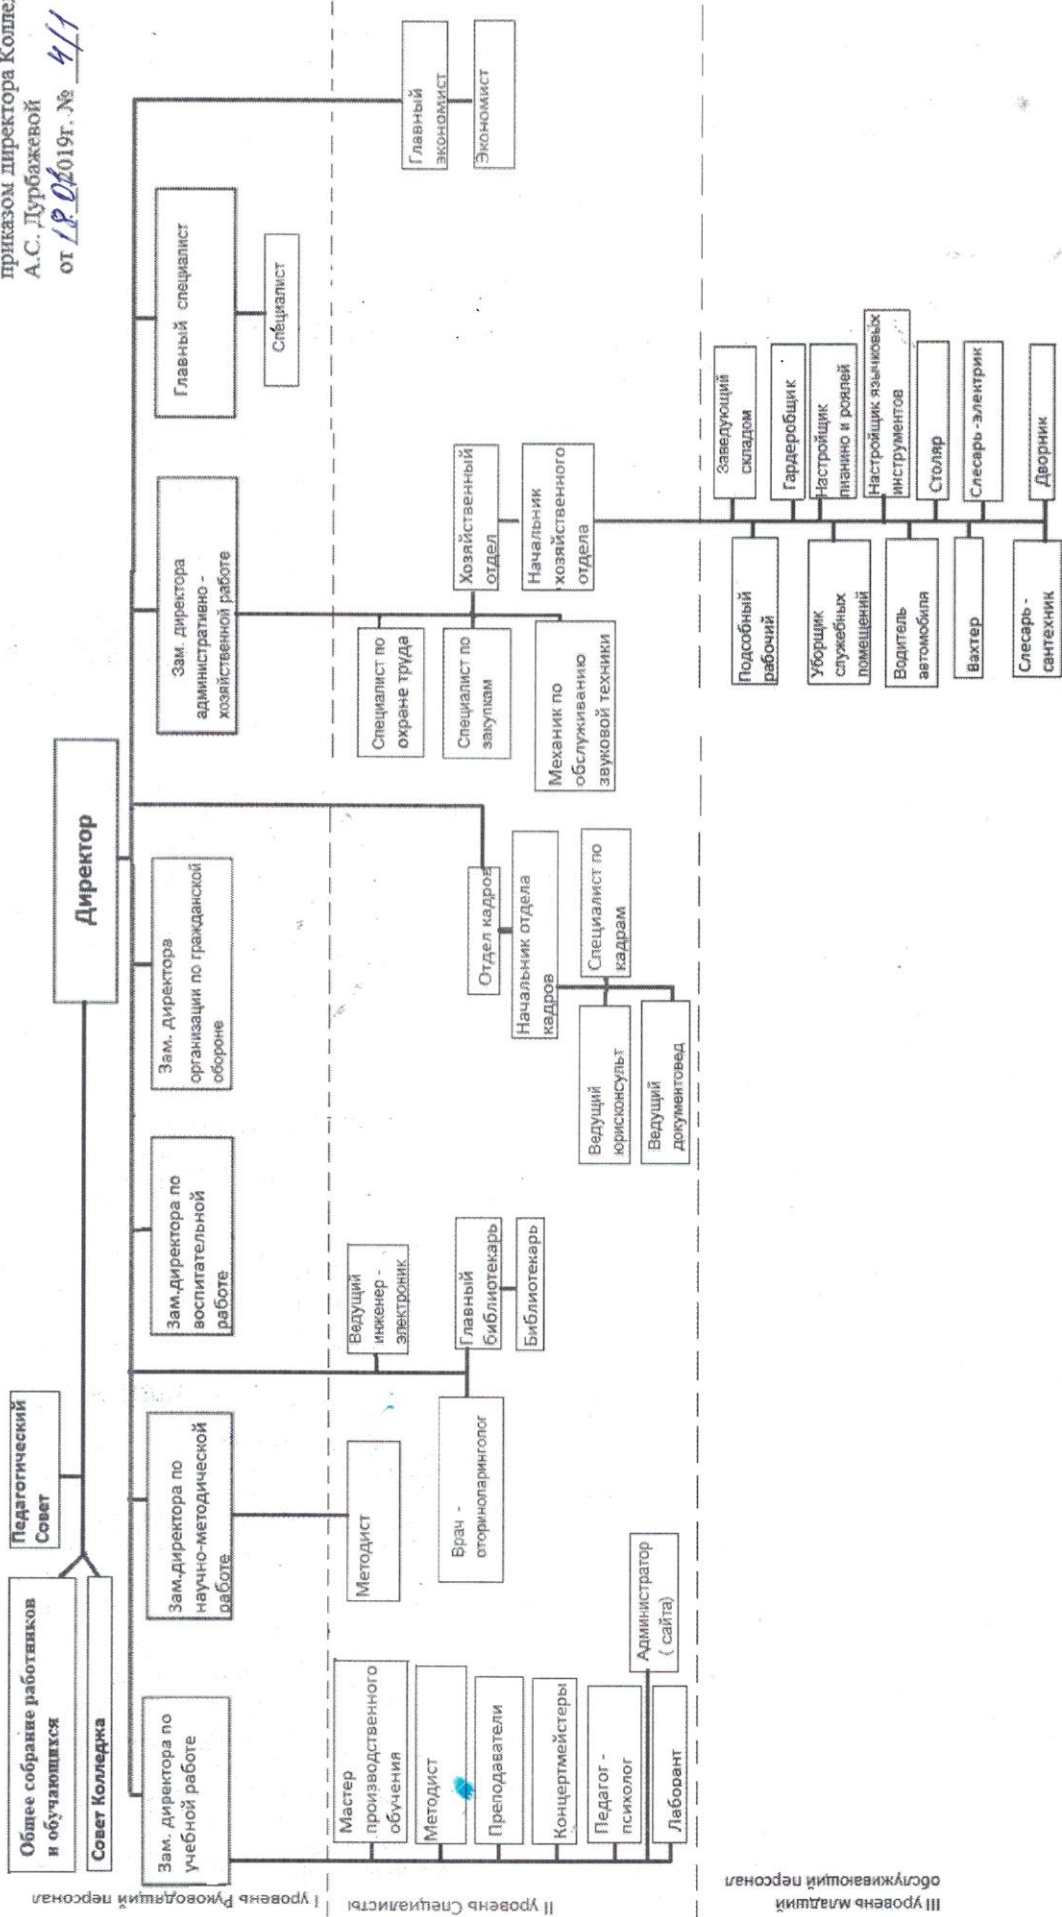 приказом директора
А.С. Дурбажевой
от 18.01 2019г. № 4/1
Общее собрание работников
и обучающихся
Педагогический
Совет
Совет Колледжа
Директор
I уровень Руководящий персонал
Зам. директора по
учебной работе
Зам.директора по
научно-методической
работе
Зам.директора по
воспитательной
работе
Зам. директора
организации по гражданской
обороне
Зам. директора
административно -
хозяйственной работе
Главный специалист
Специалист
II уровень Специалисты
Мастер
производственного
обучения
Методист
Преподаватели
Концертмейстеры
Педагог -
психолог
Администратор
( сайта)
Лаборант
Методист
Врач -
оториноларинголог
Ведущий
инженер -
электроник
Главный
библиотекарь
Библиотекарь
Отдел кадров
Начальник отдела
кадров
Специалист по
кадрам
Ведущий
юрисконсульт
Ведущий
документовед
Специалист по
охране труда
Специалист по
закупкам
Механик по
обслуживанию
звуковой техники
Хозяйственный
отдел
Начальник
хозяйственного
отдела
Главный
экономист
Экономист
III уровень младший
обслуживающий персонал
Подсобный
рабочий
Уборщик
служебных
помещений
Водитель
автомобиля
Вахтер
Слесарь -
сантехник
Заведующий
складом
Гардеробщик
Настройщик
пианино и роялей
Настройщик язычковых
инструментов
Столяр
Слесарь -электрик
Дворник